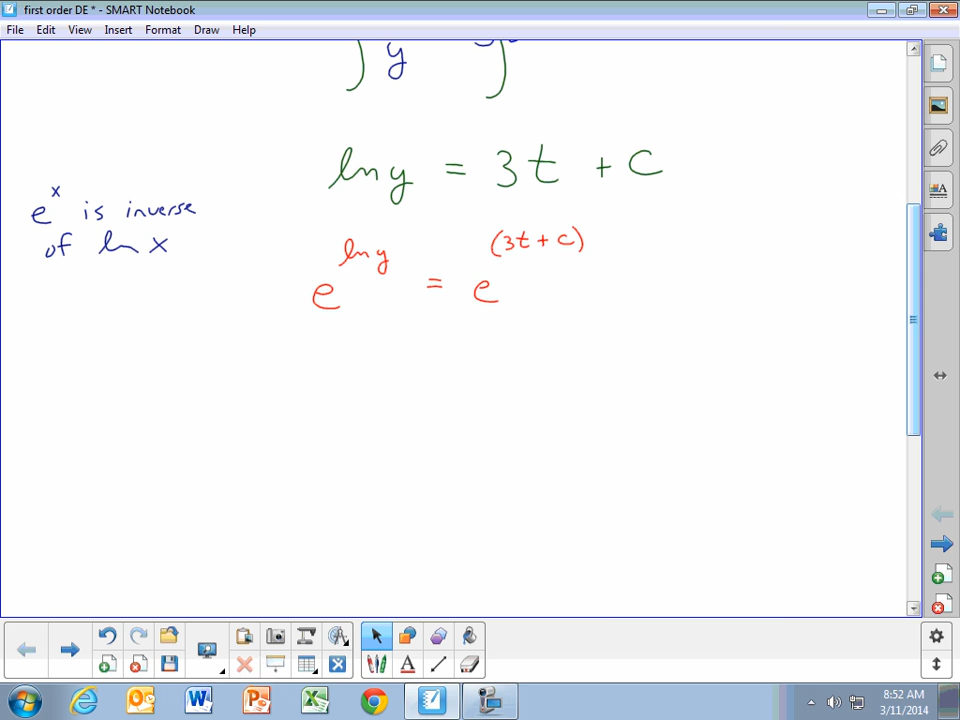 first order DE * - SMART Notebook
File Edit View Insert Format Draw Help
∫ y ∫
ln y = 3t + C
e^x is inverse
of ln x
e^(ln y) = e^(3t + C)
8:52 AM
3/11/2014